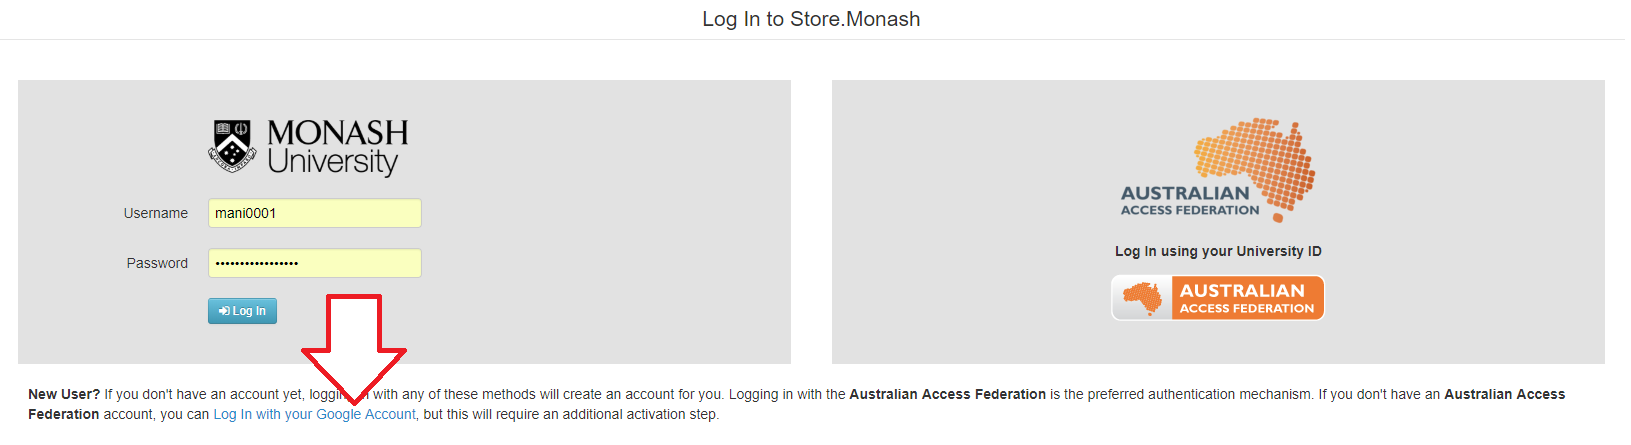 Log In to Store.Monash
MONASH
University
Username
mani0001
Password
•••••••••••••••••
Log In
AUSTRALIAN
ACCESS FEDERATION
Log In using your University ID
AUSTRALIAN
ACCESS FEDERATION
New User? If you don't have an account yet, logging in with any of these methods will create an account for you. Logging in with the Australian Access Federation is the preferred authentication mechanism. If you don't have an Australian Access
Federation account, you can Log In with your Google Account, but this will require an additional activation step.